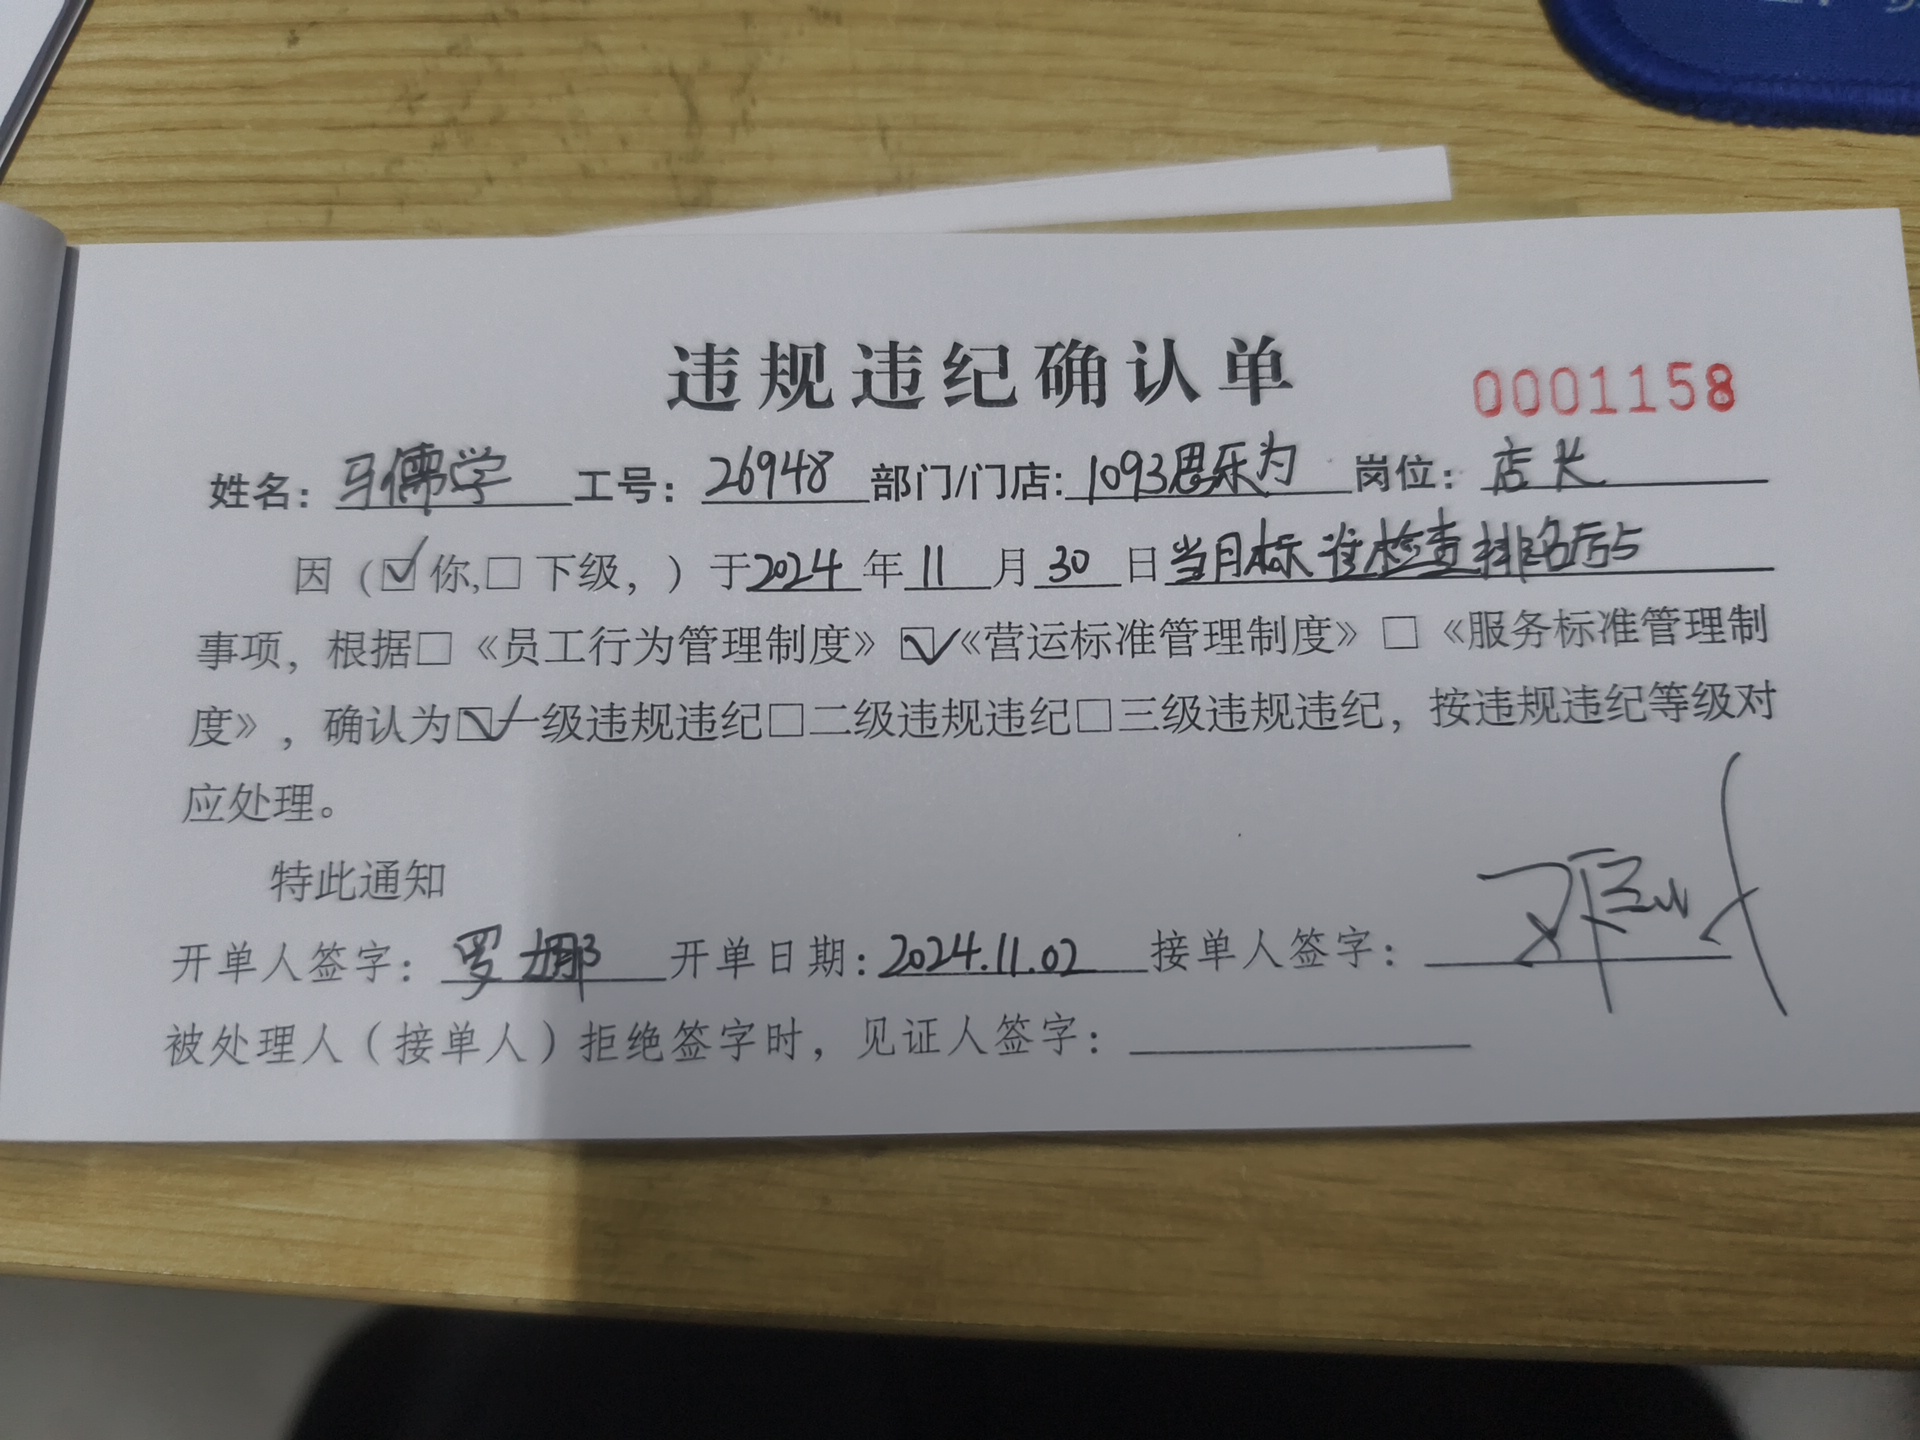 违规违纪确认单 0001158
姓名：马儒学 工号：26948 部门/门店：1093思乐为 岗位：店长
因（☑你,□下级，）于2024年11月30日当月标准检查排名后5
事项，根据□《员工行为管理制度》☑《营运标准管理制度》□《服务标准管理制
度》，确认为☑一级违规违纪□二级违规违纪□三级违规违纪，按违规违纪等级对
应处理。
特此通知
开单人签字：罗娜 开单日期：2024.11.02 接单人签字：
被处理人（接单人）拒绝签字时，见证人签字：